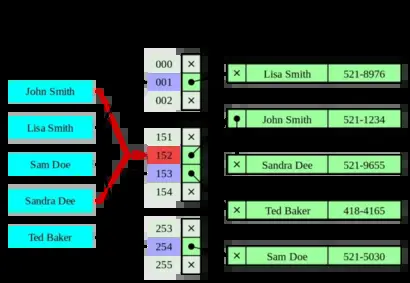 John Smith
Lisa Smith
Sam Doe
Sandra Dee
Ted Baker
000 ×
001
002 ×
151 ×
152
153
154 ×
253 ×
254
255 ×
× Lisa Smith 521-8976
John Smith 521-1234
× Sandra Dee 521-9655
× Ted Baker 418-4165
× Sam Doe 521-5030